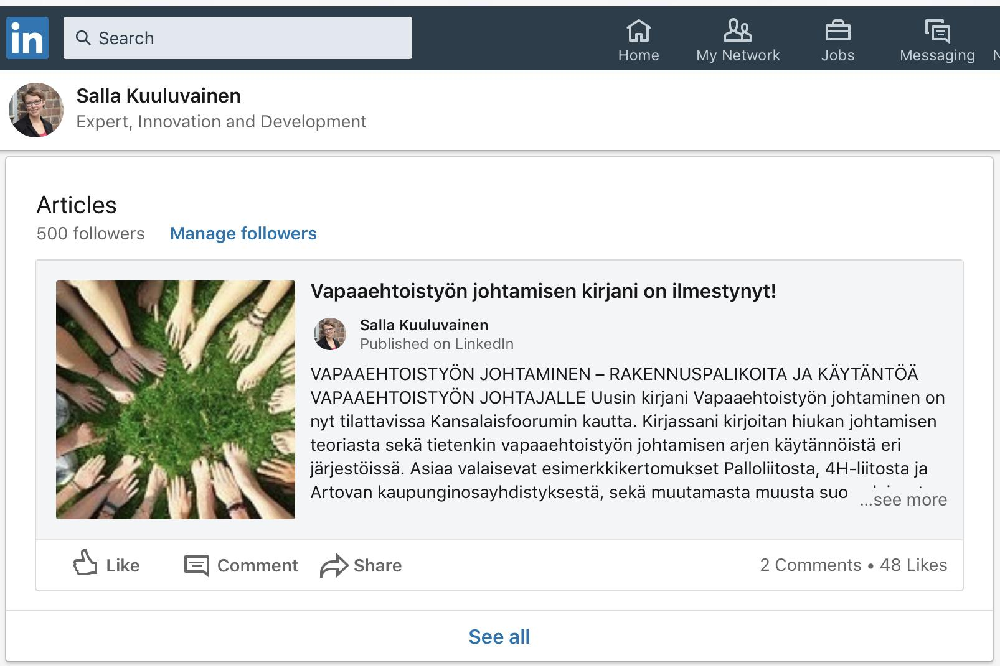 in
Search
Home
My Network
Jobs
Messaging
Salla Kuuluvainen
Expert, Innovation and Development
Articles
500 followers Manage followers
Vapaaehtoistyön johtamisen kirjani on ilmestynyt!
Salla Kuuluvainen
Published on LinkedIn
VAPAAEHTOISTYÖN JOHTAMINEN – RAKENNUSPALIKOITA JA KÄYTÄNTÖÄ
VAPAAEHTOISTYÖN JOHTAJALLE Uusin kirjani Vapaaehtoistyön johtaminen on
nyt tilattavissa Kansalaisfoorumin kautta. Kirjassani kirjoitan hiukan johtamisen
teoriasta sekä tietenkin vapaaehtoistyön johtamisen arjen käytännöistä eri
järjestöissä. Asiaa valaisevat esimerkkikertomukset Palloliitosta, 4H-liitosta ja
Artovan kaupunginosayhdistyksestä, sekä muutamasta muusta suo
...see more
Like Comment Share 2 Comments • 48 Likes
See all